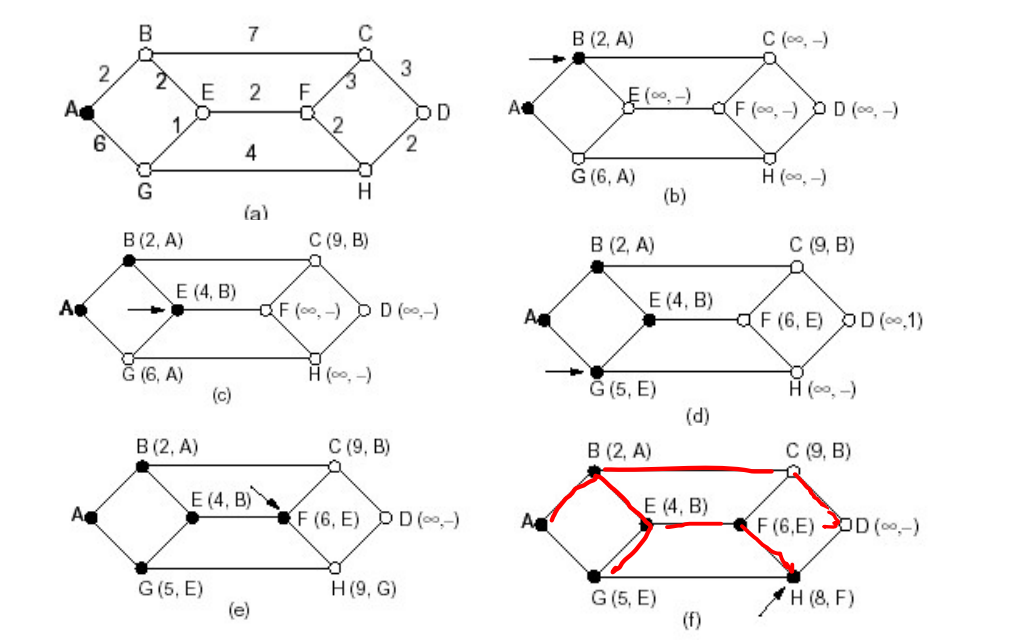 B 7 C
2 2 3 3
A E 2 F D
1 2
6 4 2
G H
(a)
B (2, A) C (∞, –)
A E (∞, –) F (∞, –) D (∞, –)
G (6, A) H (∞, –)
(b)
B (2, A) C (9, B)
E (4, B)
A F (∞, –) D (∞,–)
G (6, A) H (∞, –)
(c)
B (2, A) C (9, B)
E (4, B)
A F (6, E) D (∞,1)
G (5, E) H (∞, –)
(d)
B (2, A) C (9, B)
E (4, B)
A F (6, E) D (∞,–)
G (5, E) H (9, G)
(e)
B (2, A) C (9, B)
E (4, B)
A F (6,E) D (∞,–)
G (5, E) H (8, F)
(f)